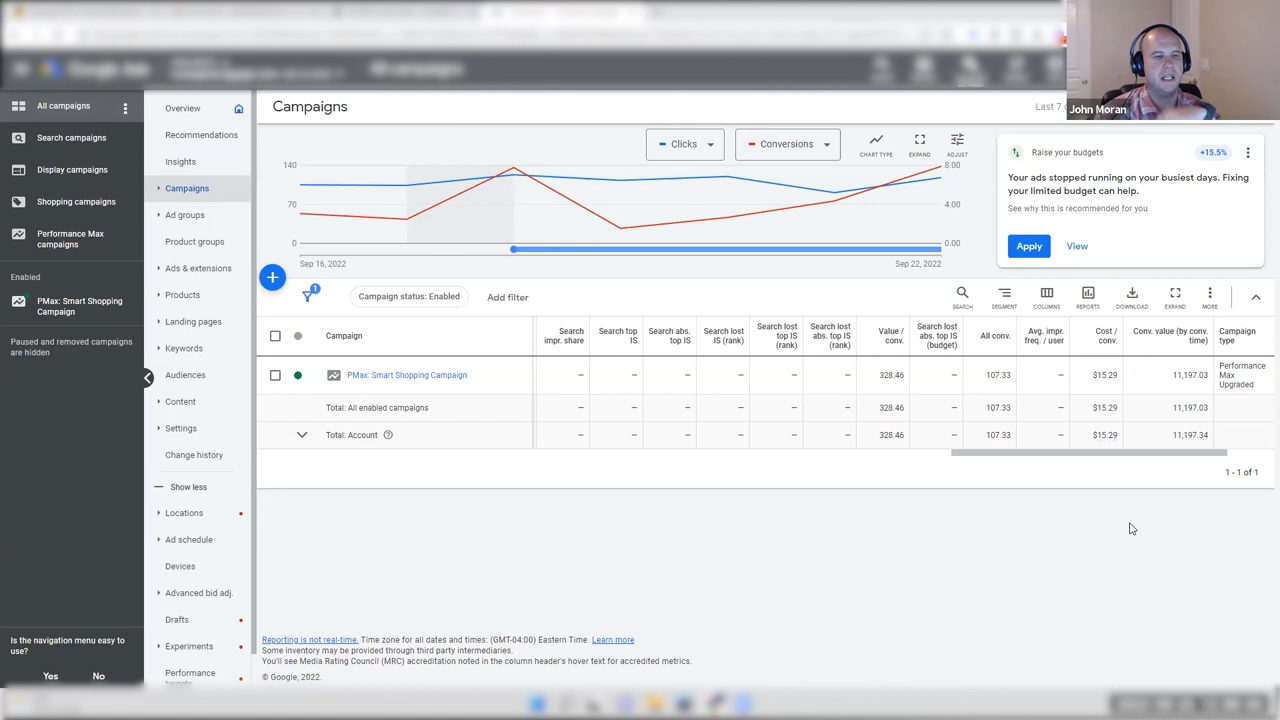 Google Ads
All campaigns
John Moran
All campaigns
Search campaigns
Display campaigns
Shopping campaigns
Performance Max
campaigns
Enabled
PMax: Smart Shopping
Campaign
Paused and removed campaigns
are hidden
Is the navigation menu easy to
use?
Yes
No
Overview
Recommendations
Insights
Campaigns
Ad groups
Product groups
Ads & extensions
Products
Landing pages
Keywords
Audiences
Content
Settings
Change history
Show less
Locations
Ad schedule
Devices
Advanced bid adj.
Drafts
Experiments
Performance
targets
Campaigns
Last 7
Clicks
Conversions
CHART TYPE
EXPAND
ADJUST
140
70
0
8.00
4.00
0.00
Sep 16, 2022
Sep 22, 2022
Raise your budgets
+15.5%
Your ads stopped running on your busiest days. Fixing
your limited budget can help.
See why this is recommended for you
Apply
View
1
Campaign status: Enabled
Add filter
SEARCH
SEGMENT
COLUMNS
REPORTS
DOWNLOAD
EXPAND
MORE
Campaign
Search
impr. share
Search top
IS
Search abs.
top IS
Search lost
IS (rank)
Search lost
top IS
(rank)
Search lost
abs. top IS
(rank)
Value /
conv.
Search lost
abs. top IS
(budget)
All conv.
Avg. impr.
freq. / user
Cost /
conv.
Conv. value (by conv.
time)
Campaign
type
PMax: Smart Shopping Campaign
– – – – – – 328.46 – 107.33 – $15.29 11,197.03
Performance
Max
Upgraded
Total: All enabled campaigns
– – – – – – 328.46 – 107.33 – $15.29 11,197.03
Total: Account
– – – – – – 328.46 – 107.33 – $15.29 11,197.34
1 - 1 of 1
Reporting is not real-time. Time zone for all dates and times: (GMT-04:00) Eastern Time. Learn more
Some inventory may be provided through third party intermediaries.
You'll see Media Rating Council (MRC) accreditation noted in the column header's hover text for accredited metrics.
© Google, 2022.